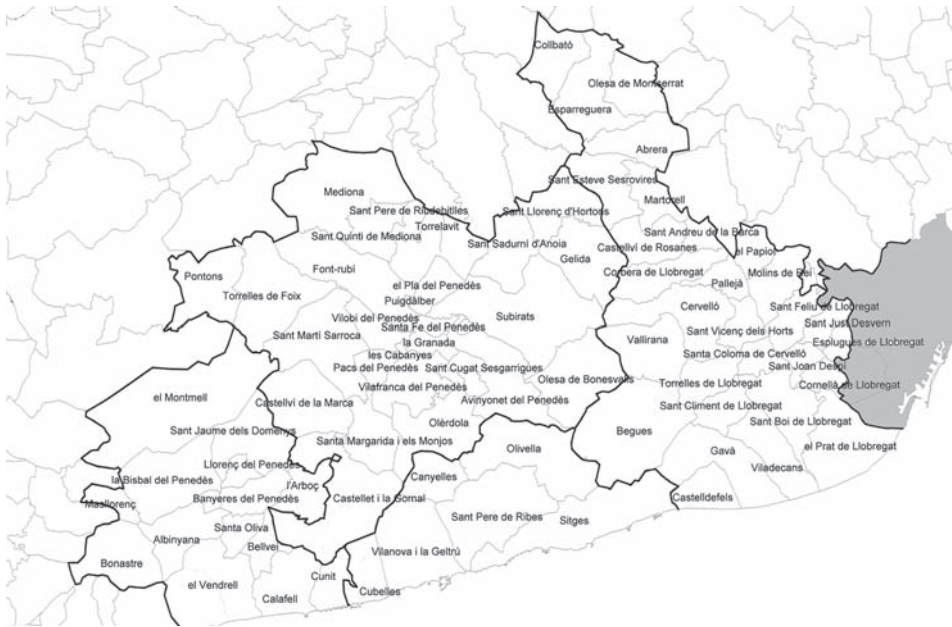 Collbató
Olesa de Montserrat
Esparreguera
Abrera
Sant Esteve Sesrovires
Mediona
Martorell
Sant Pere de Riudebitlles
Sant Llorenç d'Hortons
Torrelavit
Sant Andreu de la Barca
Sant Quintí de Mediona
Sant Sadurní d'Anoia
Castellví de Rosanes
el Papiol
Gelida
Font-rubí
Corbera de Llobregat
Molins de Rei
Pontons
Pallejà
el Pla del Penedès
Torrelles de Foix
Puigdàlber
Cervelló
Sant Feliu de Llobregat
Vilobí del Penedès
Subirats
Sant Just Desvern
Santa Fe del Penedès
Sant Martí Sarroca
Vallirana
Sant Vicenç dels Horts
la Granada
Esplugues de Llobregat
les Cabanyes
Santa Coloma de Cervelló
Pacs del Penedès
Sant Cugat Sesgarrigues
Sant Joan Despí
Olesa de Bonesvalls
Vilafranca del Penedès
Torrelles de Llobregat
Cornellà de Llobregat
el Montmell
Castellví de la Marca
Avinyonet del Penedès
Sant Climent de Llobregat
Olèrdola
Sant Boi de Llobregat
Sant Jaume dels Domenys
Begues
Santa Margarida i els Monjos
Olivella
Gavà
el Prat de Llobregat
Llorenç del Penedès
Viladecans
la Bisbal del Penedès
Canyelles
l'Arboç
Banyeres del Penedès
Castellet i la Gornal
Castelldefels
Masllorenç
Sant Pere de Ribes
Sitges
Santa Oliva
Albinyana
Bellvei
Vilanova i la Geltrú
Bonastre
Cunit
el Vendrell
Cubelles
Calafell